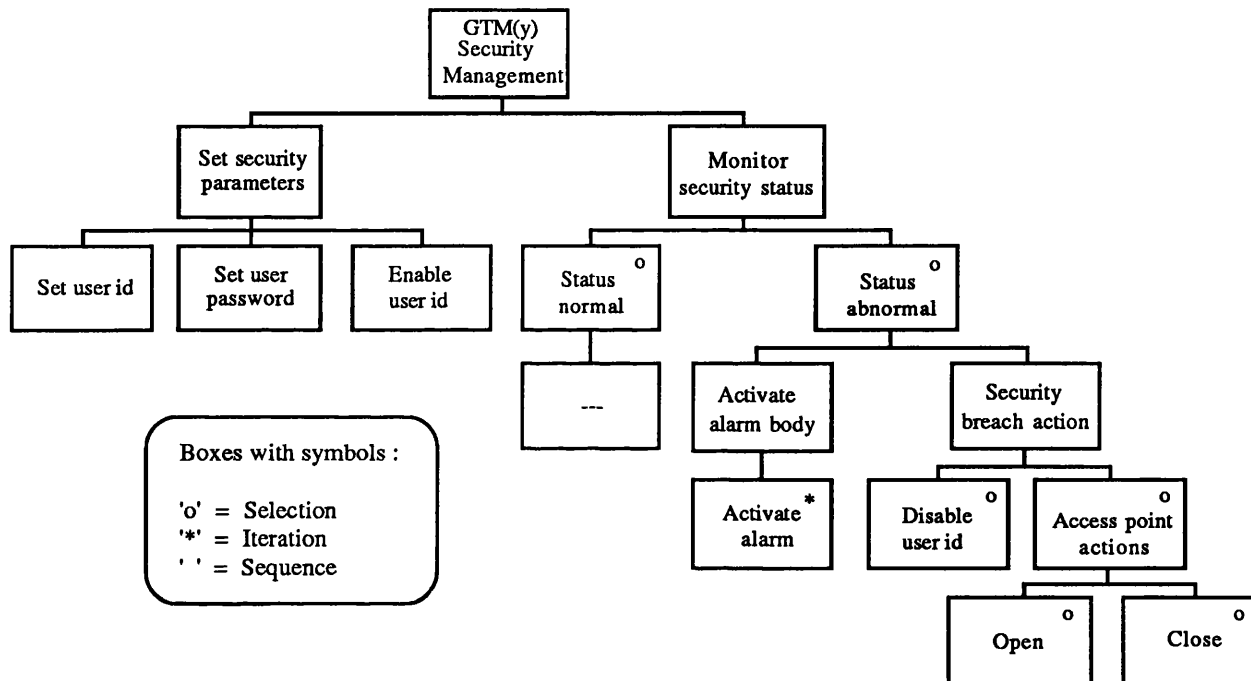 GTM(y)
Security
Management
Set security
parameters
Monitor
security status
Set user id
Set user
password
Enable
user id
o
Status
normal
o
Status
abnormal
---
Activate
alarm body
Security
breach action
*
Activate
alarm
o
Disable
user id
o
Access point
actions
o
Open
o
Close
Boxes with symbols :
'o' = Selection
'*' = Iteration
' ' = Sequence